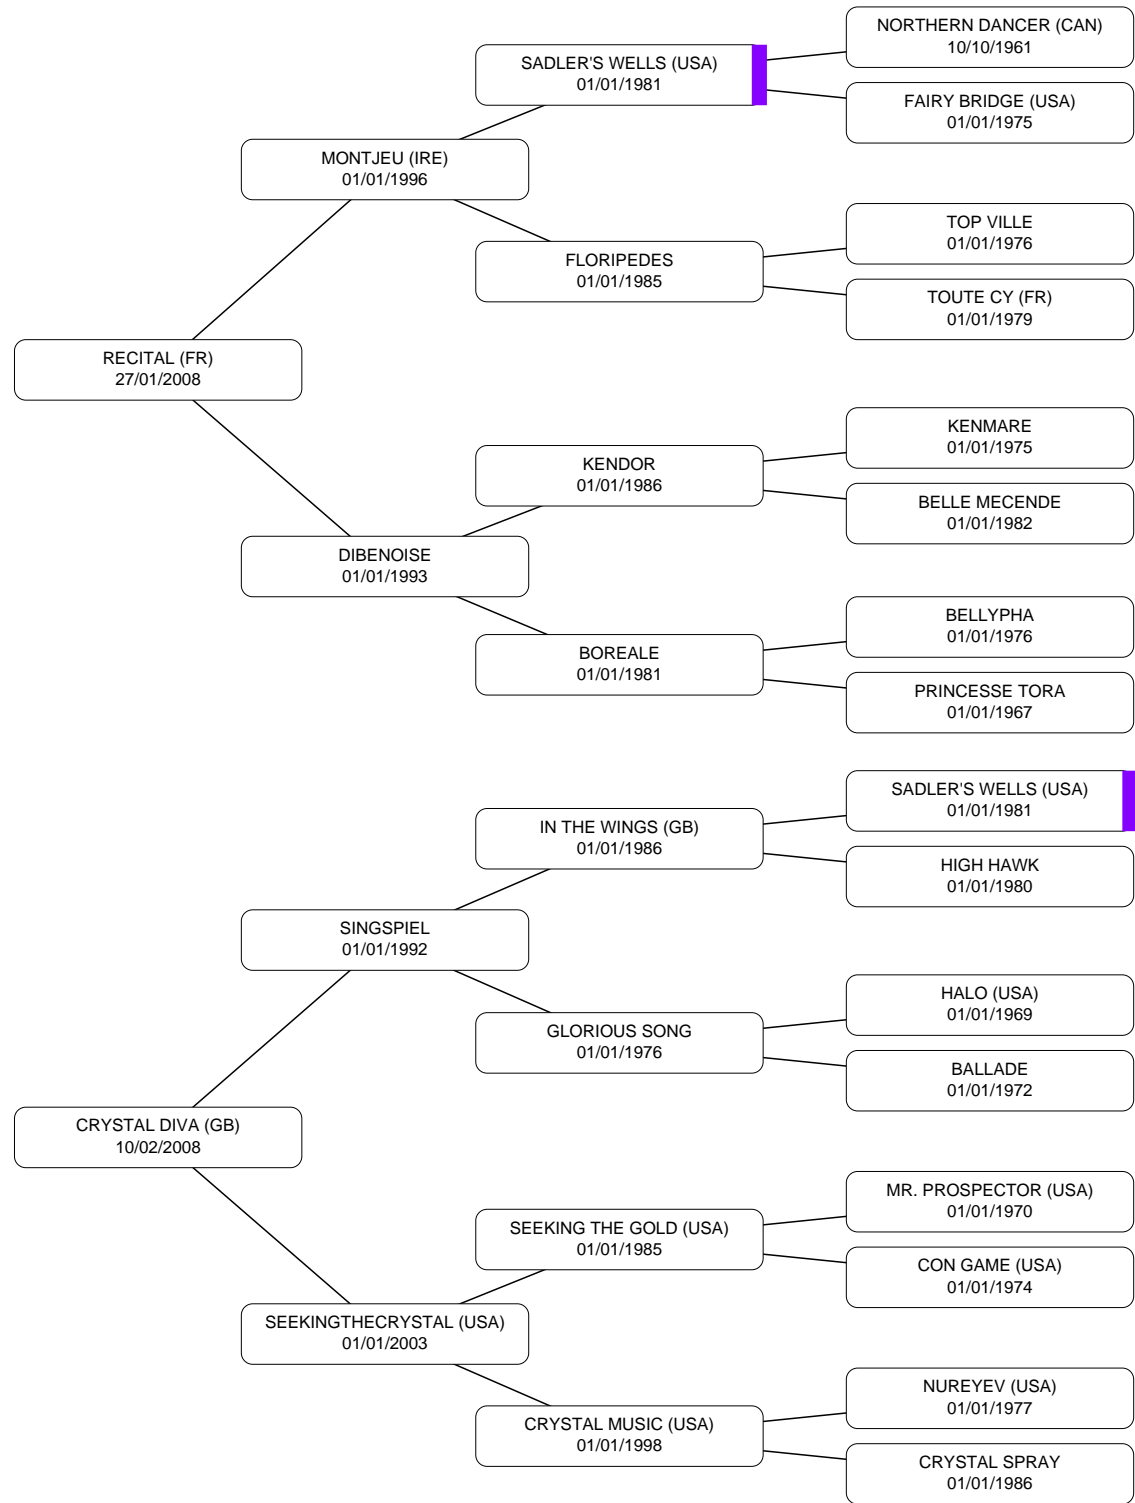 NORTHERN DANCER (CAN)
10/10/1961
SADLER'S WELLS (USA)
01/01/1981
FAIRY BRIDGE (USA)
01/01/1975
MONTJEU (IRE)
01/01/1996
TOP VILLE
01/01/1976
FLORIPEDES
01/01/1985
TOUTE CY (FR)
01/01/1979
RECITAL (FR)
27/01/2008
KENMARE
01/01/1975
KENDOR
01/01/1986
BELLE MECENDE
01/01/1982
DIBENOISE
01/01/1993
BELLYPHA
01/01/1976
BOREALE
01/01/1981
PRINCESSE TORA
01/01/1967
SADLER'S WELLS (USA)
01/01/1981
IN THE WINGS (GB)
01/01/1986
HIGH HAWK
01/01/1980
SINGSPIEL
01/01/1992
HALO (USA)
01/01/1969
GLORIOUS SONG
01/01/1976
BALLADE
01/01/1972
CRYSTAL DIVA (GB)
10/02/2008
MR. PROSPECTOR (USA)
01/01/1970
SEEKING THE GOLD (USA)
01/01/1985
CON GAME (USA)
01/01/1974
SEEKINGTHECRYSTAL (USA)
01/01/2003
NUREYEV (USA)
01/01/1977
CRYSTAL MUSIC (USA)
01/01/1998
CRYSTAL SPRAY
01/01/1986